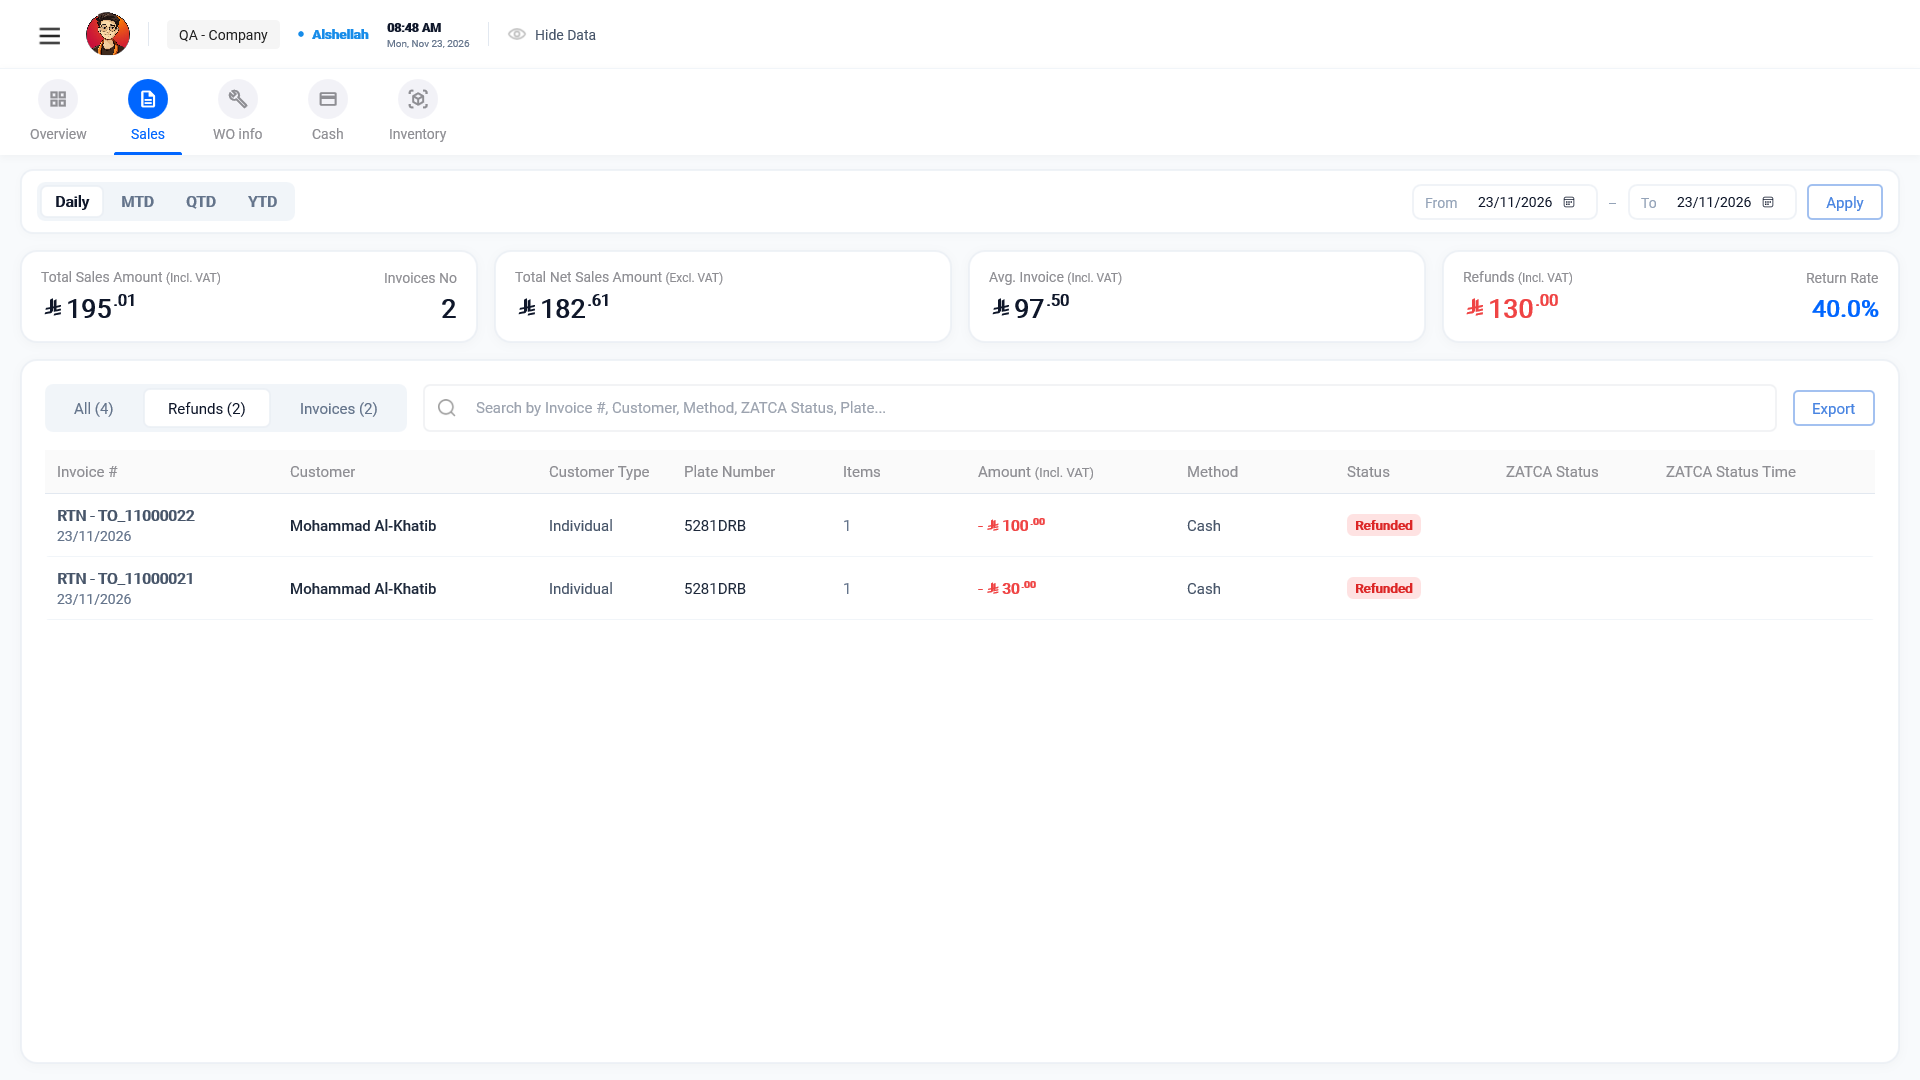 QA - Company
• Alshellah
08:48 AM
Mon, Nov 23, 2026
Hide Data
Overview
Sales
WO info
Cash
Inventory
Daily
MTD
QTD
YTD
From 23/11/2026
–
To 23/11/2026
Apply
Total Sales Amount (Incl. VAT)
195.01
Invoices No
2
Total Net Sales Amount (Excl. VAT)
182.61
Avg. Invoice (Incl. VAT)
97.50
Refunds (Incl. VAT)
130.00
Return Rate
40.0%
All (4)
Refunds (2)
Invoices (2)
Search by Invoice #, Customer, Method, ZATCA Status, Plate...
Export
Invoice # Customer Customer Type Plate Number Items Amount (Incl. VAT) Method Status ZATCA Status ZATCA Status Time
RTN - TO_11000022
23/11/2026
Mohammad Al-Khatib Individual 5281DRB 1 - 100.00 Cash Refunded
RTN - TO_11000021
23/11/2026
Mohammad Al-Khatib Individual 5281DRB 1 - 30.00 Cash Refunded